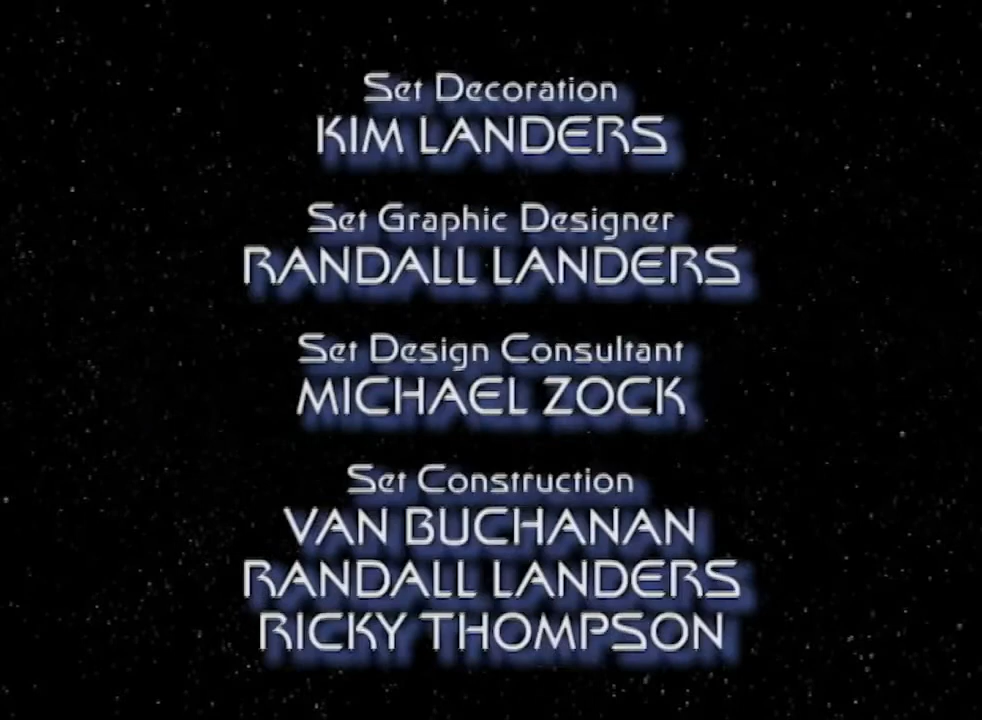 Set Decoration
KIM LANDERS
Set Graphic Designer
RANDALL LANDERS
Set Design Consultant
MICHAEL ZOCK
Set Construction
VAN BUCHANAN
RANDALL LANDERS
RICKY THOMPSON